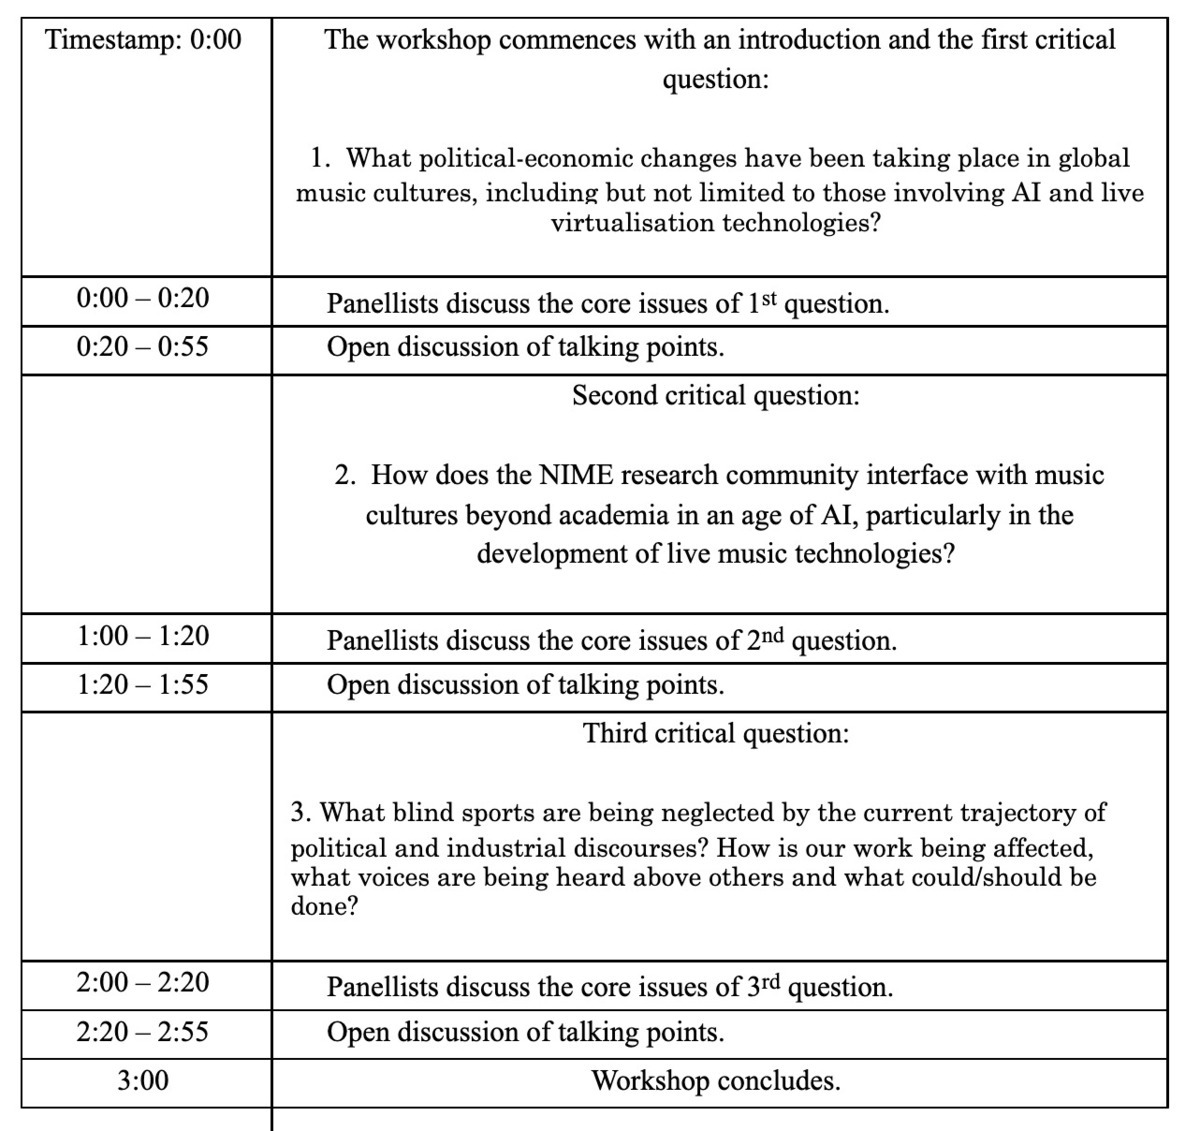 Timestamp: 0:00
The workshop commences with an introduction and the first critical
question:
1. What political-economic changes have been taking place in global
music cultures, including but not limited to those involving AI and live
virtualisation technologies?
0:00 – 0:20
Panellists discuss the core issues of 1st question.
0:20 – 0:55
Open discussion of talking points.
Second critical question:
2. How does the NIME research community interface with music
cultures beyond academia in an age of AI, particularly in the
development of live music technologies?
1:00 – 1:20
Panellists discuss the core issues of 2nd question.
1:20 – 1:55
Open discussion of talking points.
Third critical question:
3. What blind sports are being neglected by the current trajectory of
political and industrial discourses? How is our work being affected,
what voices are being heard above others and what could/should be
done?
2:00 – 2:20
Panellists discuss the core issues of 3rd question.
2:20 – 2:55
Open discussion of talking points.
3:00
Workshop concludes.